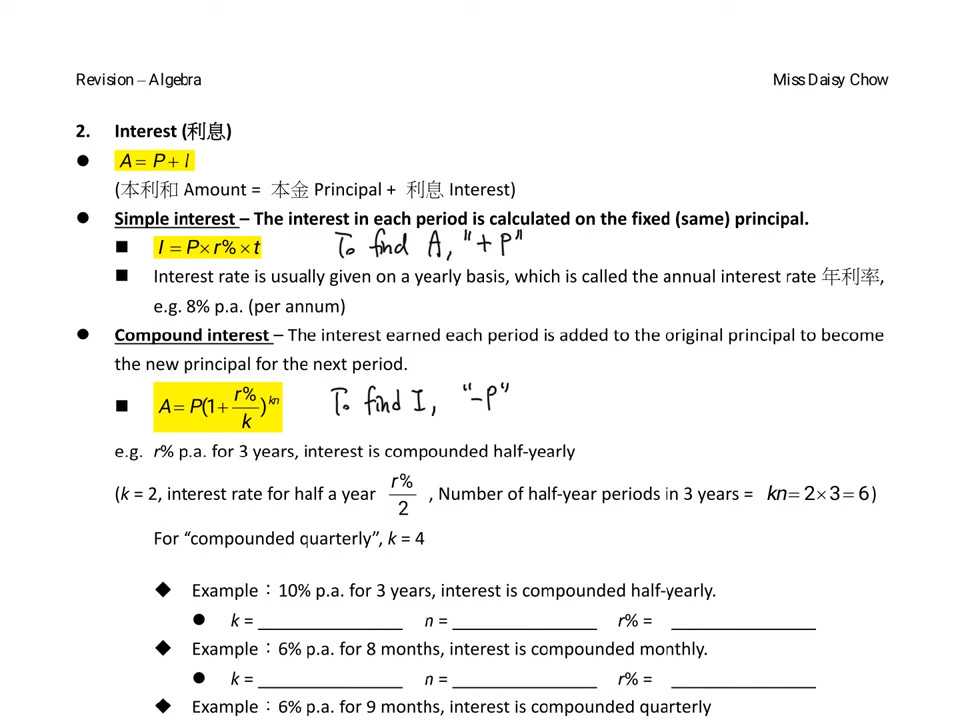 Revision – Algebra Miss Daisy Chow
2. Interest (利息)
● A = P + I
(本利和 Amount = 本金 Principal + 利息 Interest)
● Simple interest – The interest in each period is calculated on the fixed (same) principal.
■ I = P × r% × t To find A, "+ P"
■ Interest rate is usually given on a yearly basis, which is called the annual interest rate 年利率,
e.g. 8% p.a. (per annum)
● Compound interest – The interest earned each period is added to the original principal to become
the new principal for the next period.
■ A = P(1 + r%/k)^kn To find I, "-P"
e.g. r% p.a. for 3 years, interest is compounded half-yearly
(k = 2, interest rate for half a year r%/2 , Number of half-year periods in 3 years = kn = 2 × 3 = 6)
For "compounded quarterly", k = 4
◆ Example：10% p.a. for 3 years, interest is compounded half-yearly.
● k = _______________ n = _______________ r% = _______________
◆ Example：6% p.a. for 8 months, interest is compounded monthly.
● k = _______________ n = _______________ r% = _______________
◆ Example：6% p.a. for 9 months, interest is compounded quarterly